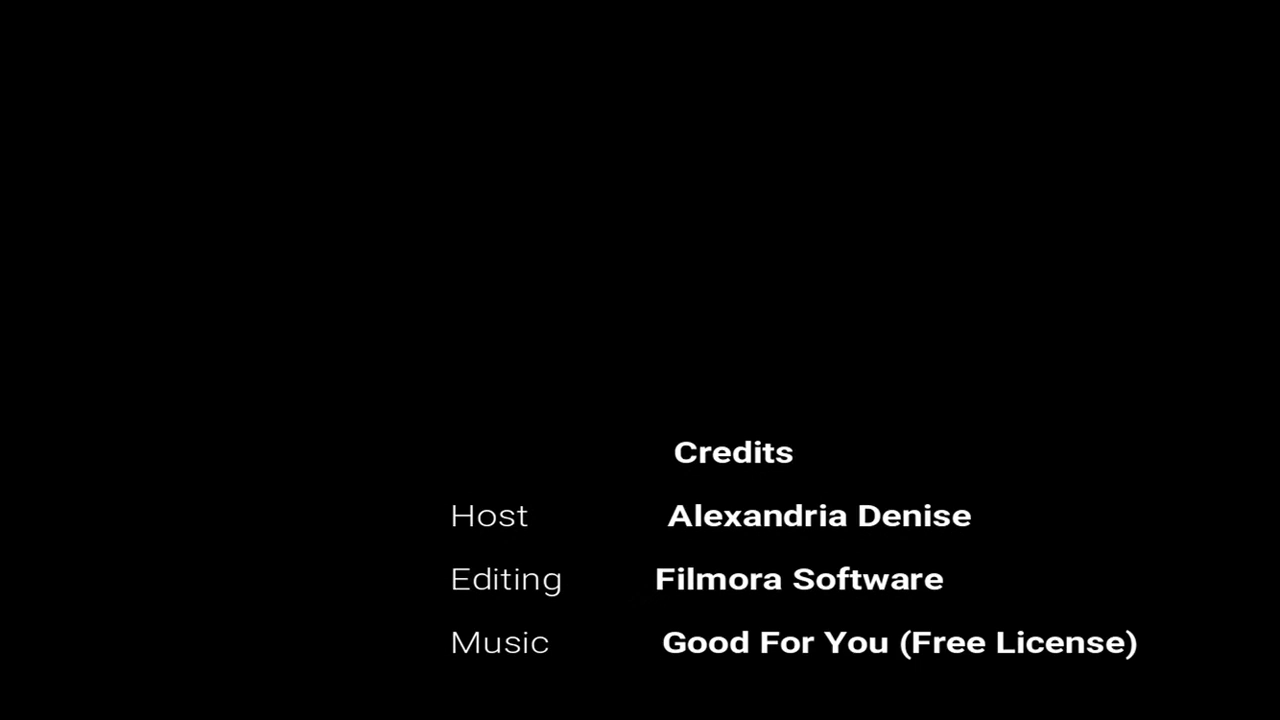 Credits
Host Alexandria Denise
Editing Filmora Software
Music Good For You (Free License)